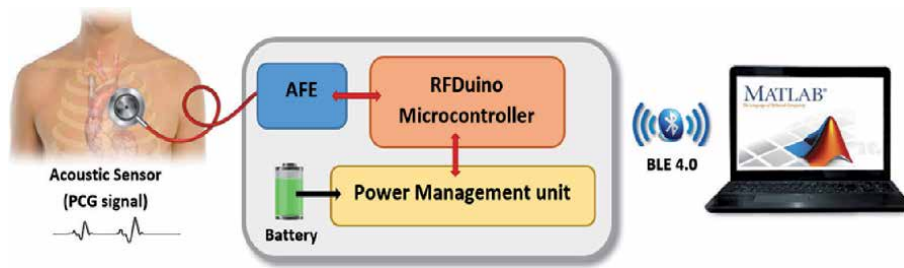 Acoustic Sensor
(PCG signal)
AFE
RFDuino
Microcontroller
Power Management unit
Battery
BLE 4.0
MATLAB®